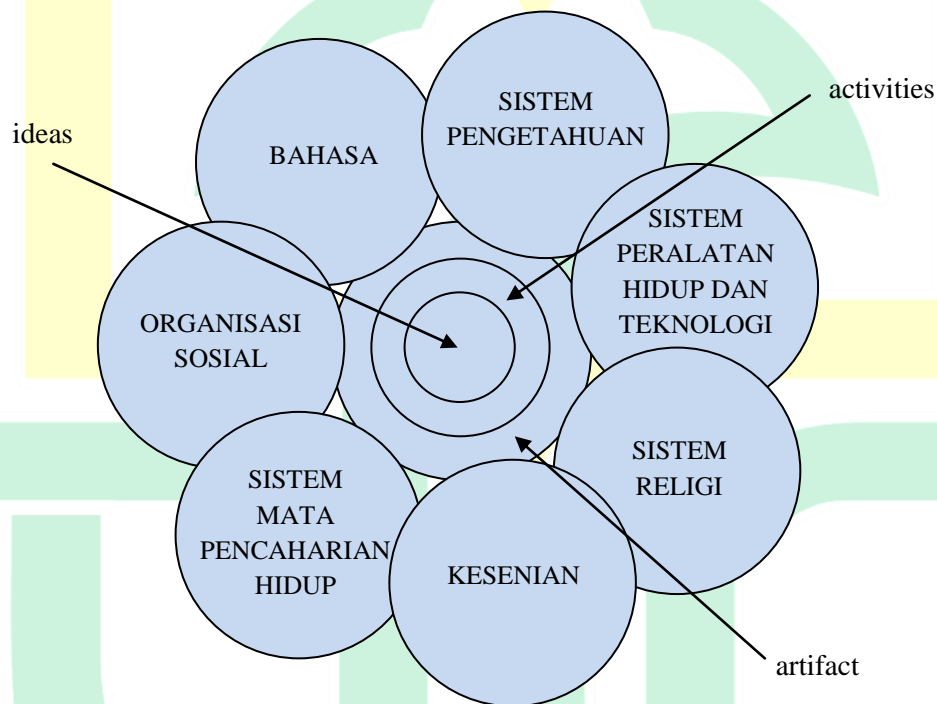 ideas
activities
BAHASA
SISTEM
PENGETAHUAN
SISTEM
PERALATAN
HIDUP DAN
TEKNOLOGI
ORGANISASI
SOSIAL
SISTEM
RELIGI
SISTEM
MATA
PENCAHARIAN
HIDUP
KESENIAN
artifact